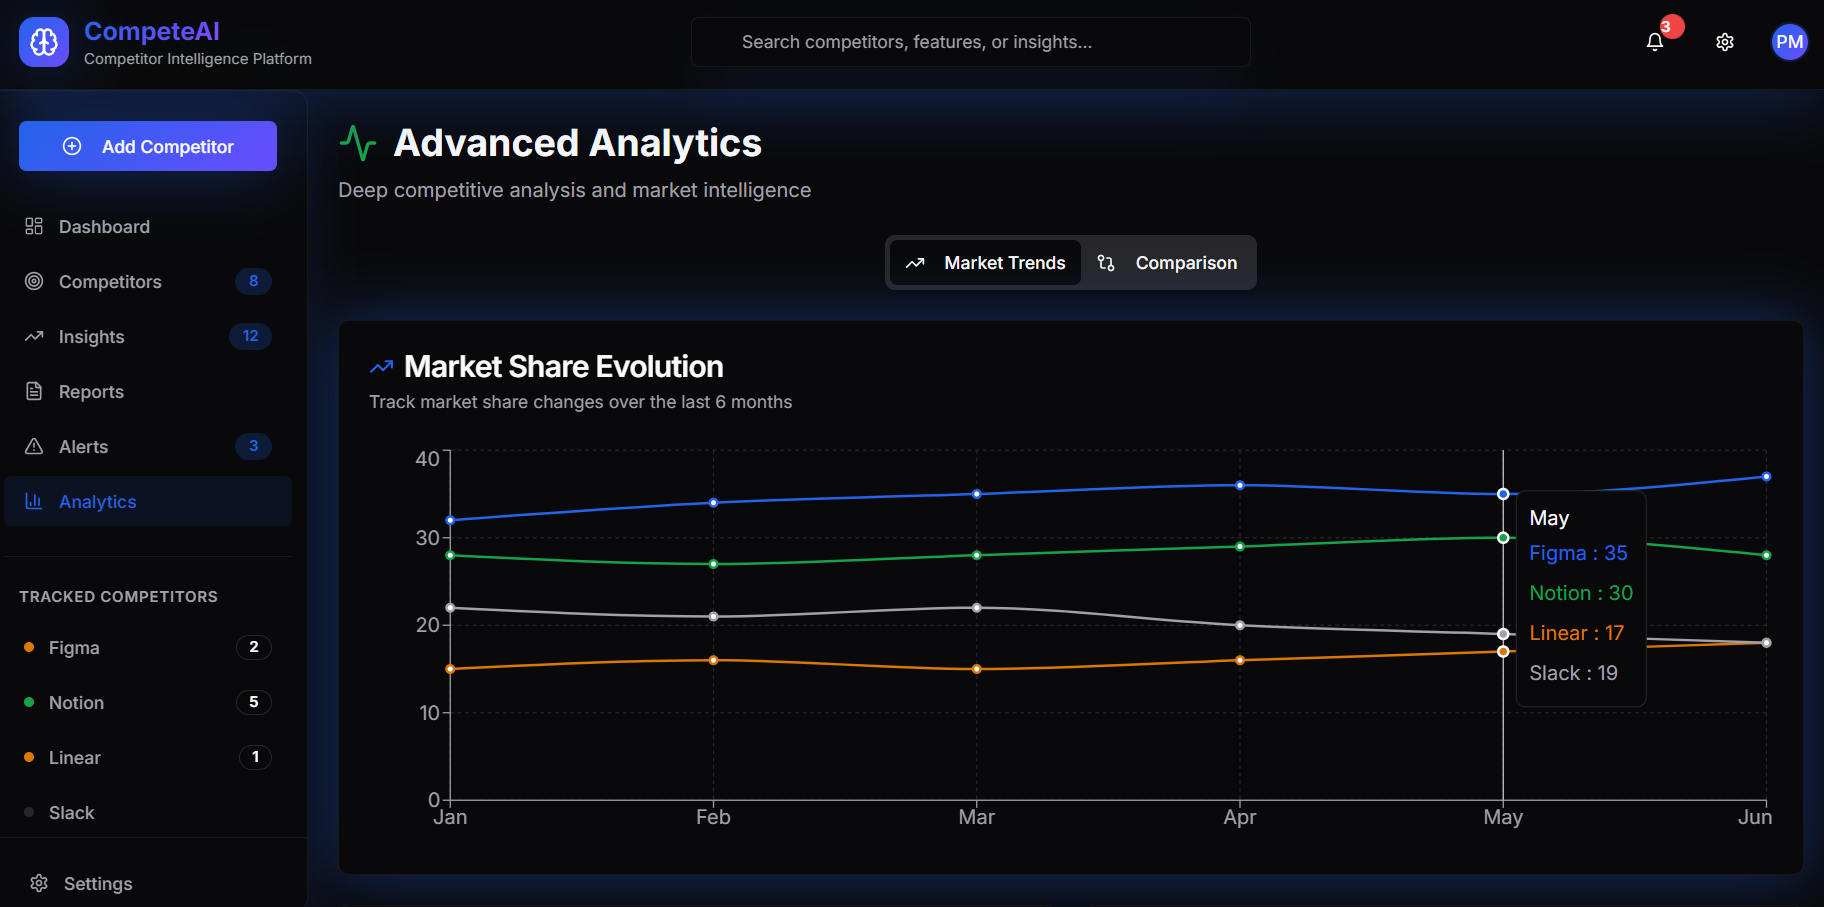 CompeteAI
Competitor Intelligence Platform
Search competitors, features, or insights...
3
PM
Add Competitor
Dashboard
Competitors 8
Insights 12
Reports
Alerts 3
Analytics
TRACKED COMPETITORS
Figma 2
Notion 5
Linear 1
Slack
Settings
Advanced Analytics
Deep competitive analysis and market intelligence
Market Trends Comparison
Market Share Evolution
Track market share changes over the last 6 months
40
30
20
10
0
Jan Feb Mar Apr May Jun
May
Figma : 35
Notion : 30
Linear : 17
Slack : 19